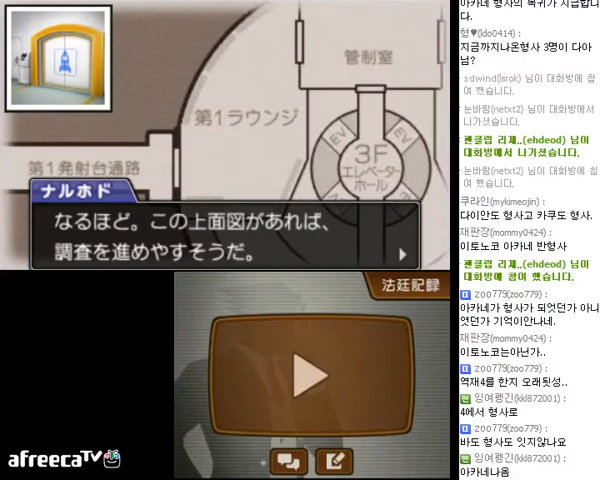 管制室
第1ラウンジ
EV
EV
3F
エレベーター
ホール
第1発射台通路
ナルホド
なるほど。この上面図があれば、
調査を進めやすそうだ。
法廷記録
afreecaTV
아카네 형사의 복귀가 시급합니
다.
형♥(ldo0414) :
지금까지나온형사 3명이 다아
님?
sdwind(lsrok) 님이 대화방에 참
여 했습니다.
눈바람(netxt2) 님이 대화방에서
나가셨습니다.
팬클럽 리제..(ehdeod) 님이
대화방에서 나가셨습니다.
눈바람(netxt2) 님이 대화방에 참
여 했습니다.
쿠라인(mykimeojin) :
다이안도 형사고 카쿠도 형사.
재판장(mommy0424) :
이토노코 아카네 반형사
팬클럽 리제..(ehdeod) 님이
대화방에 참여 했습니다.
zoo779(zoo779) :
아카네가 형사가 되엇던가 아니
엿던가 기억이안나네.
재판장(mommy0424) :
이토노코는아닌가..
zoo779(zoo779) :
역재4를 한지 오래됫성..
팬 잉여펭긴(kkl872001) :
4에서 형사로
zoo779(zoo779) :
바도 형사도 잇지않나요
팬 잉여펭긴(kkl872001) :
아카네나옴